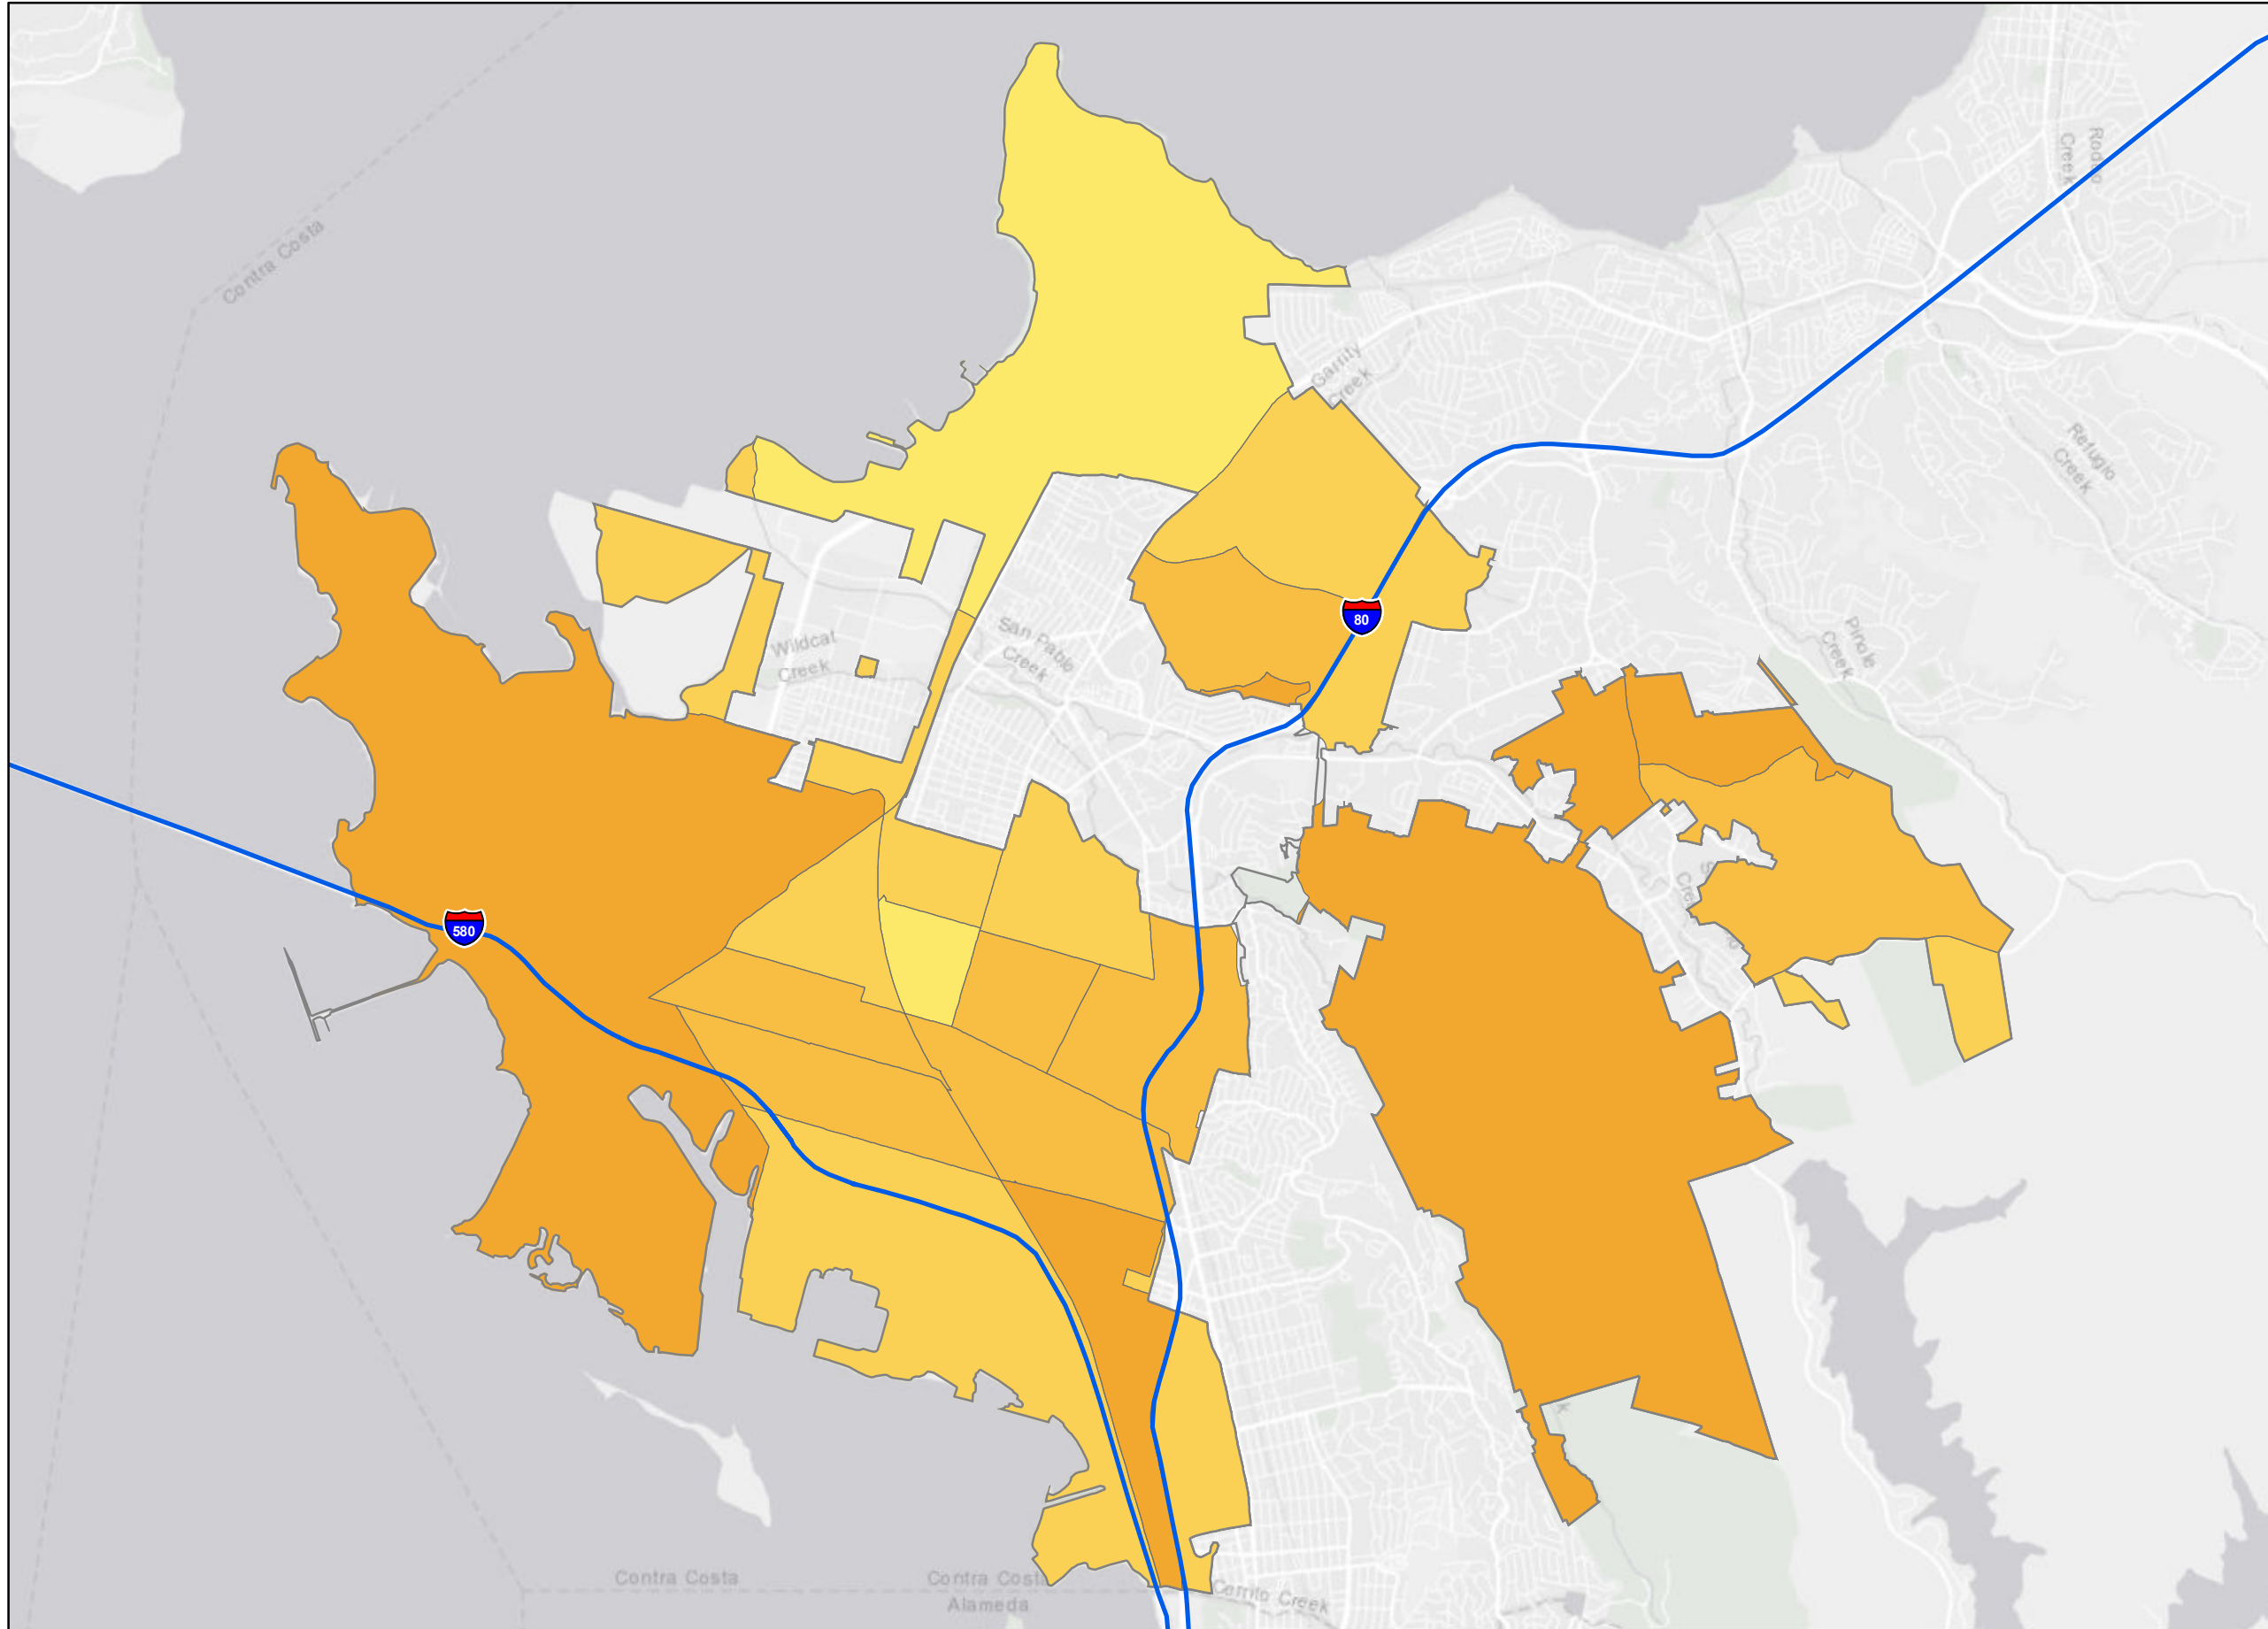 Rodeo
Creek
Contra Costa
Garrity
Creek
Refugio
Creek
80
Wildcat
Creek
San Pablo
Creek
Pinole
Creek
580
Contra Costa
Contra Costa
Alameda
Cerrito Creek